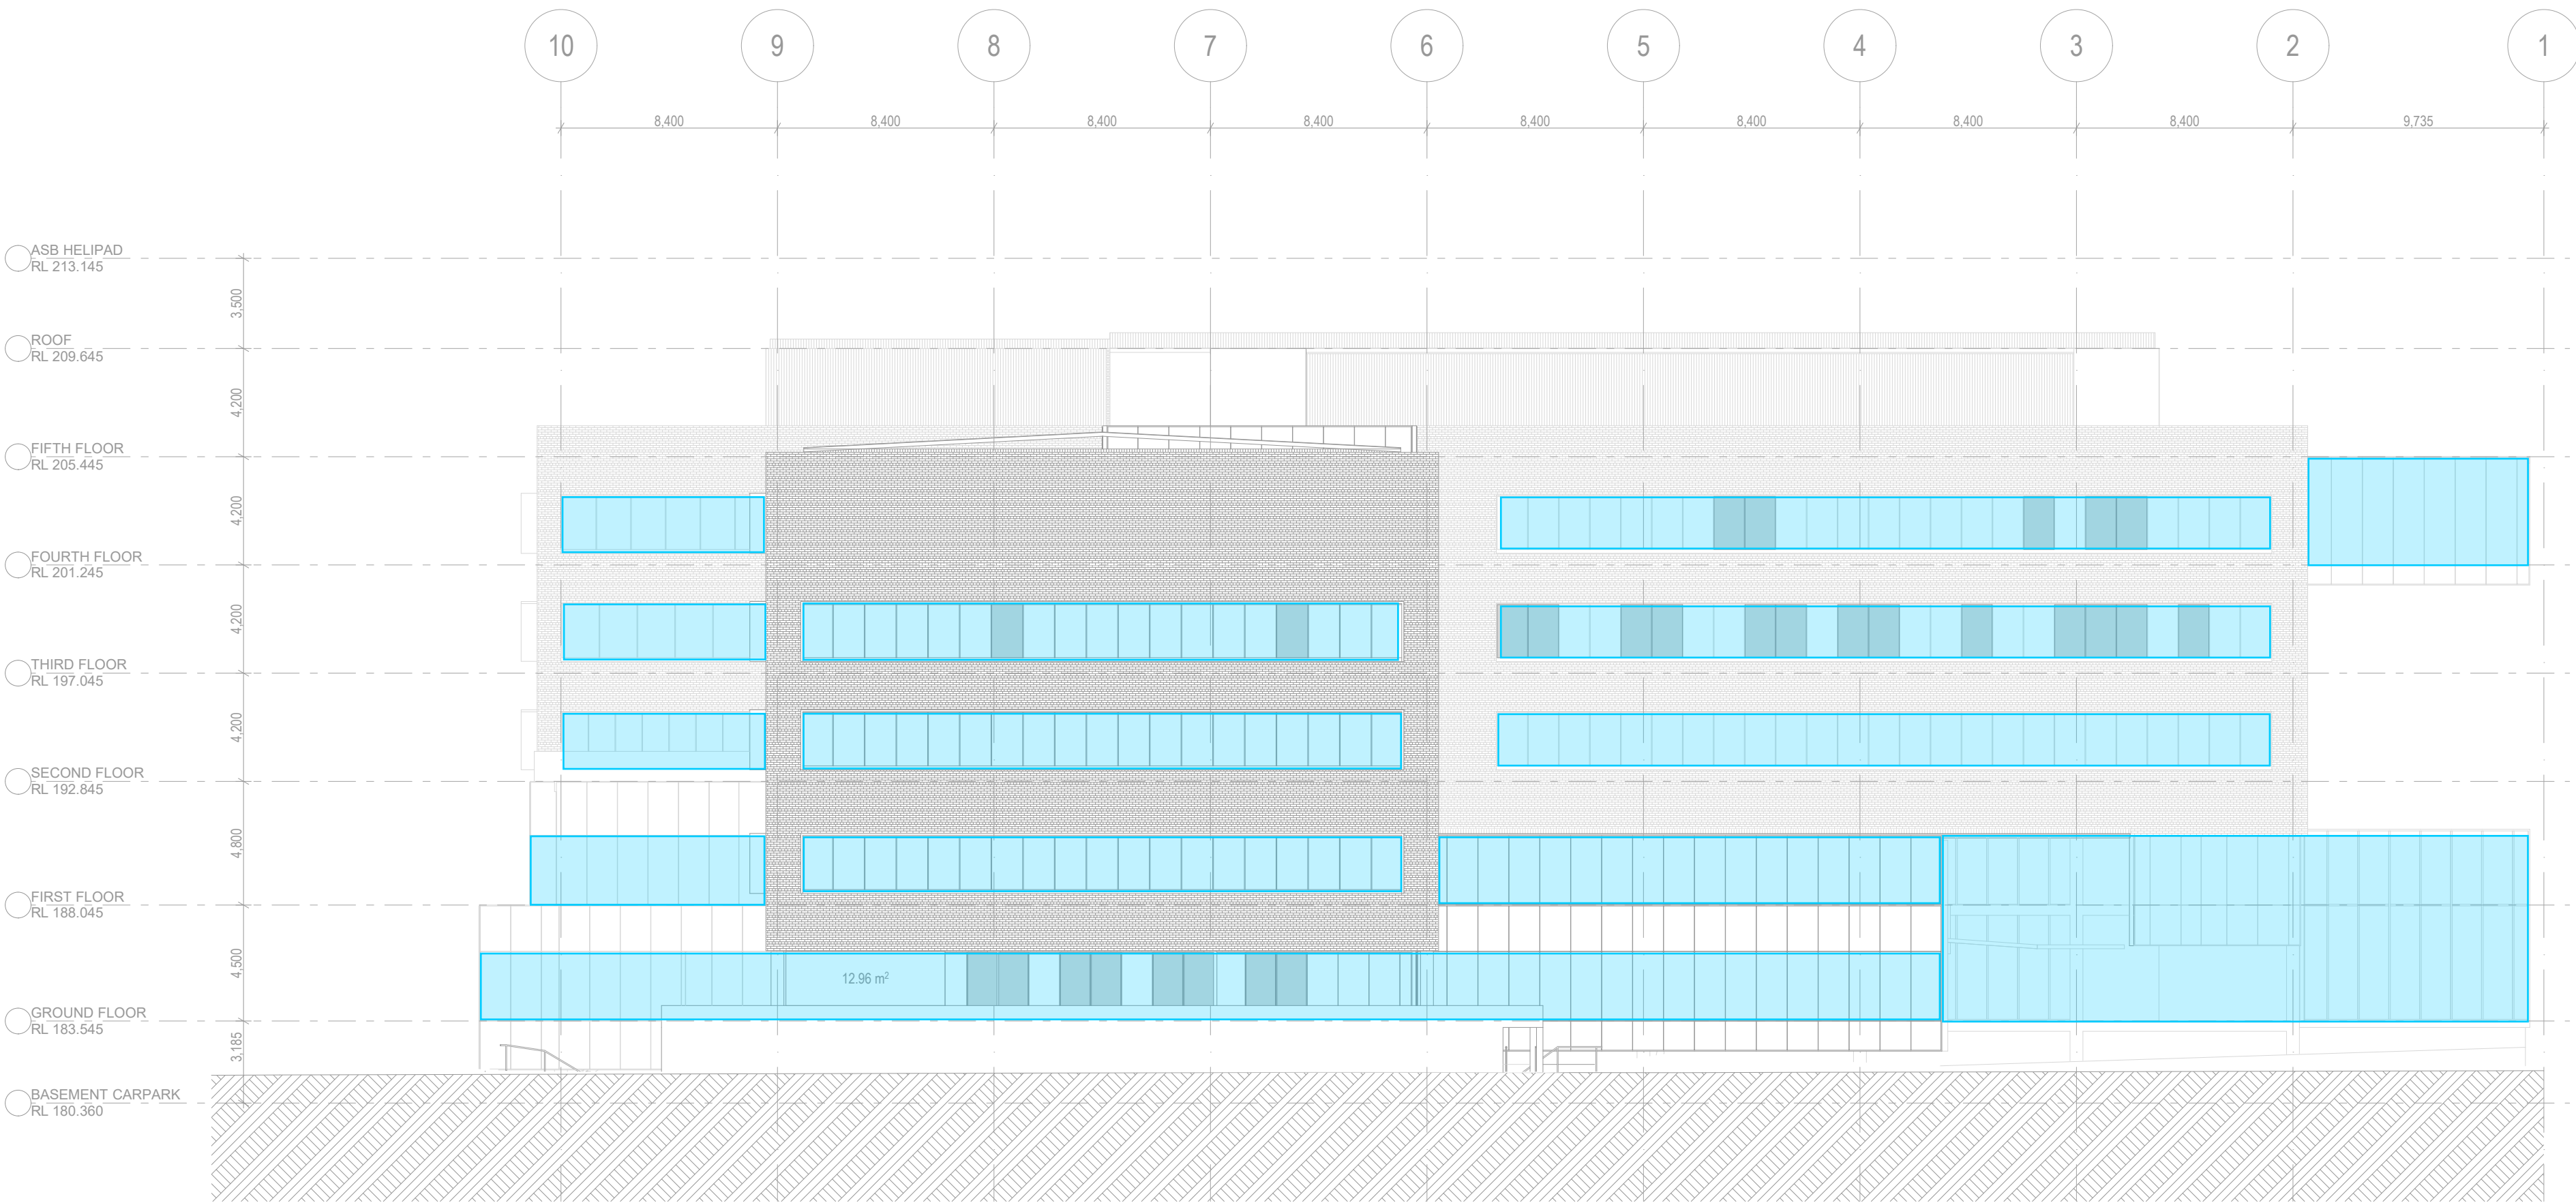 10 9 8 7 6 5 4 3 2 1
8,400 8,400 8,400 8,400 8,400 8,400 8,400 8,400 9,735
ASB HELIPAD
RL 213.145
3,500
ROOF
RL 209.645
4,200
FIFTH FLOOR
RL 205.445
4,200
FOURTH FLOOR
RL 201.245
4,200
THIRD FLOOR
RL 197.045
4,200
SECOND FLOOR
RL 192.845
4,800
FIRST FLOOR
RL 188.045
4,500
12.96 m²
GROUND FLOOR
RL 183.545
3,185
BASEMENT CARPARK
RL 180.360